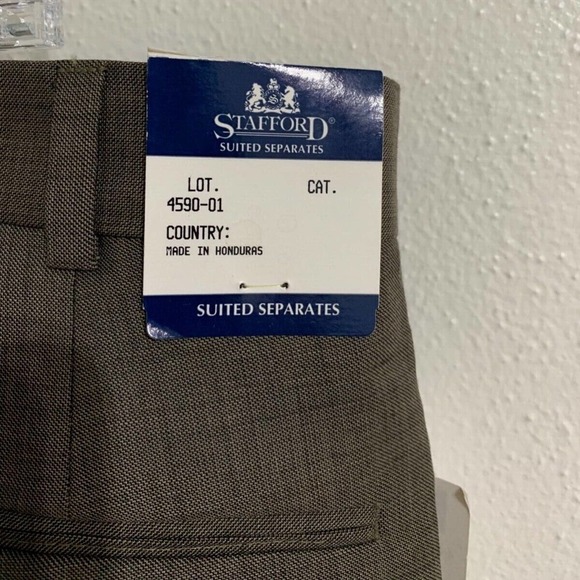 STAFFORD®
SUITED SEPARATES
LOT. CAT.
4590-01
COUNTRY:
MADE IN HONDURAS
SUITED SEPARATES